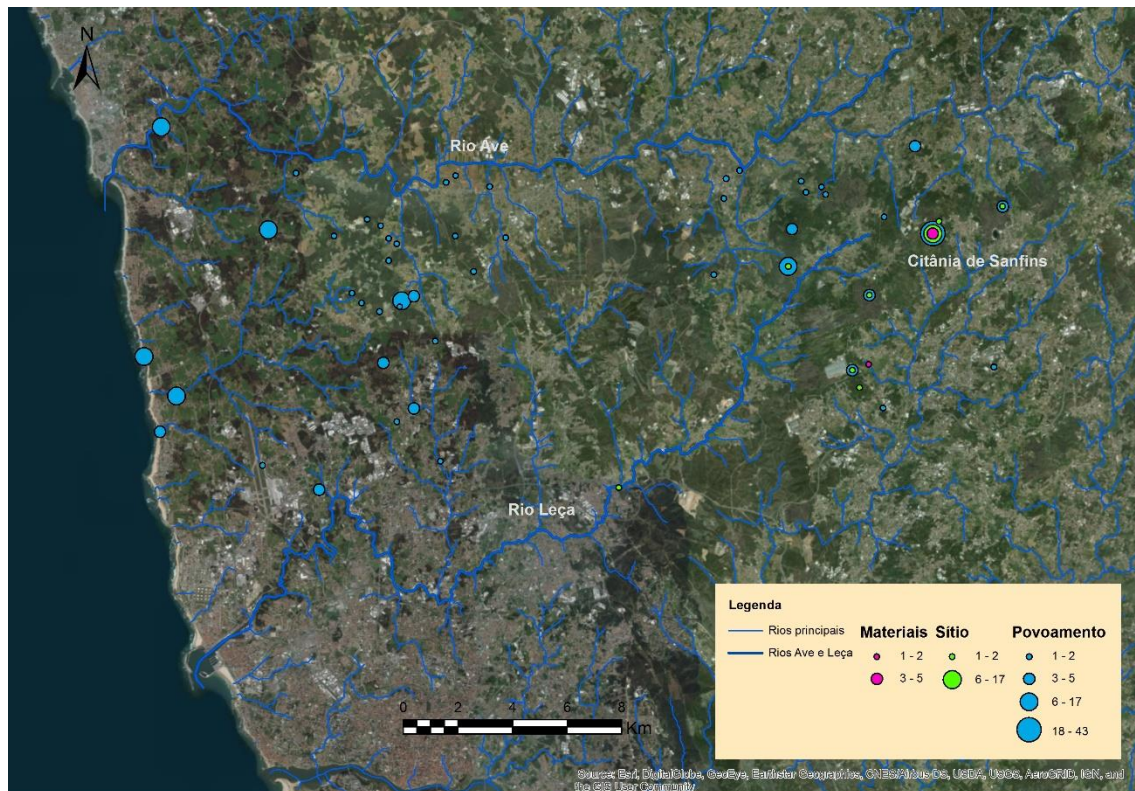 N
Rio Ave
Citânia de Sanfins
Rio Leça
Legenda
Rios principais
Rios Ave e Leça
Materiais
1 - 2
3 - 5
Sítio
1 - 2
6 - 17
Povoamento
1 - 2
3 - 5
6 - 17
18 - 43
0 2 4 6 8
Km
Source: Esri, DigitalGlobe, GeoEye, Earthstar Geographics, CNES/Airbus DS, USDA, USGS, AeroGRID, IGN, and
the GIS User Community